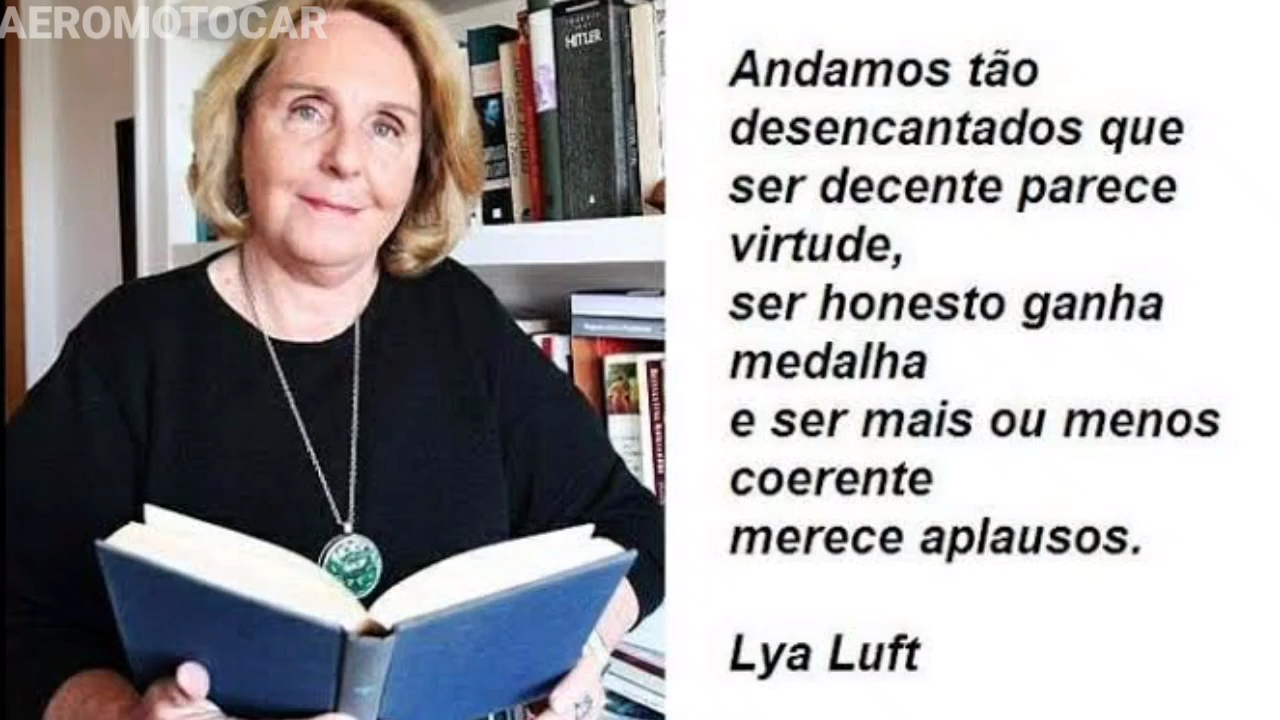 AEROMOTOCAR
HITLER
Andamos tão
desencantados que
ser decente parece
virtude,
ser honesto ganha
medalha
e ser mais ou menos
coerente
merece aplausos.
Lya Luft